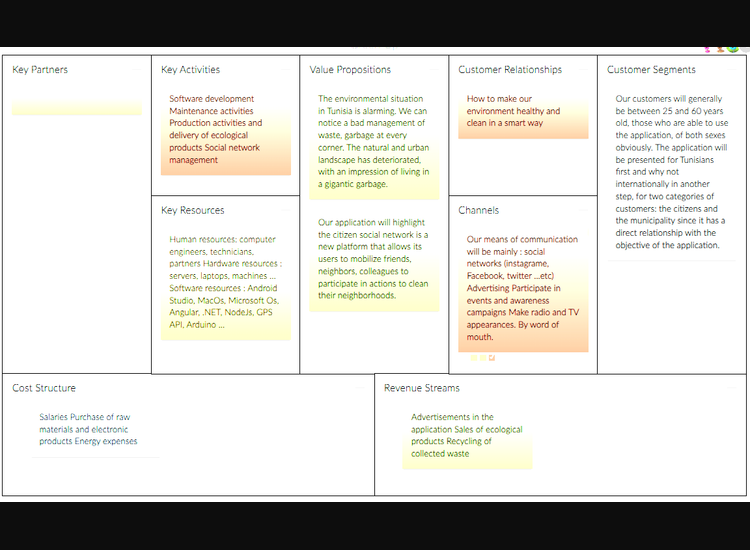 Key Partners
Key Activities
Software development
Maintenance activities
Production activities and
delivery of ecological
products Social network
management
Key Resources
Human resources: computer
engineers, technicians,
partners Hardware resources :
servers, laptops, machines ...
Software resources : Android
Studio, MacOs, Microsoft Os,
Angular, .NET, NodeJs, GPS
API, Arduino ...
Value Propositions
The environmental situation
in Tunisia is alarming. We can
notice a bad management of
waste, garbage at every
corner. The natural and urban
landscape has deteriorated,
with an impression of living in
a gigantic garbage.
Our application will highlight
the citizen social network is a
new platform that allows its
users to mobilize friends,
neighbors, colleagues to
participate in actions to clean
their neighborhoods.
Customer Relationships
How to make our
environment healthy and
clean in a smart way
Channels
Our means of communication
will be mainly : social
networks (instagrame,
Facebook, twitter ...etc)
Advertising Participate in
events and awareness
campaigns Make radio and TV
appearances. By word of
mouth.
Customer Segments
Our customers will generally
be between 25 and 60 years
old, those who are able to use
the application, of both sexes
obviously. The application will
be presented for Tunisians
first and why not
internationally in another
step, for two categories of
customers: the citizens and
the municipality since it has a
direct relationship with the
objective of the application.
Cost Structure
Salaries Purchase of raw
materials and electronic
products Energy expenses
Revenue Streams
Advertisements in the
application Sales of ecological
products Recycling of
collected waste